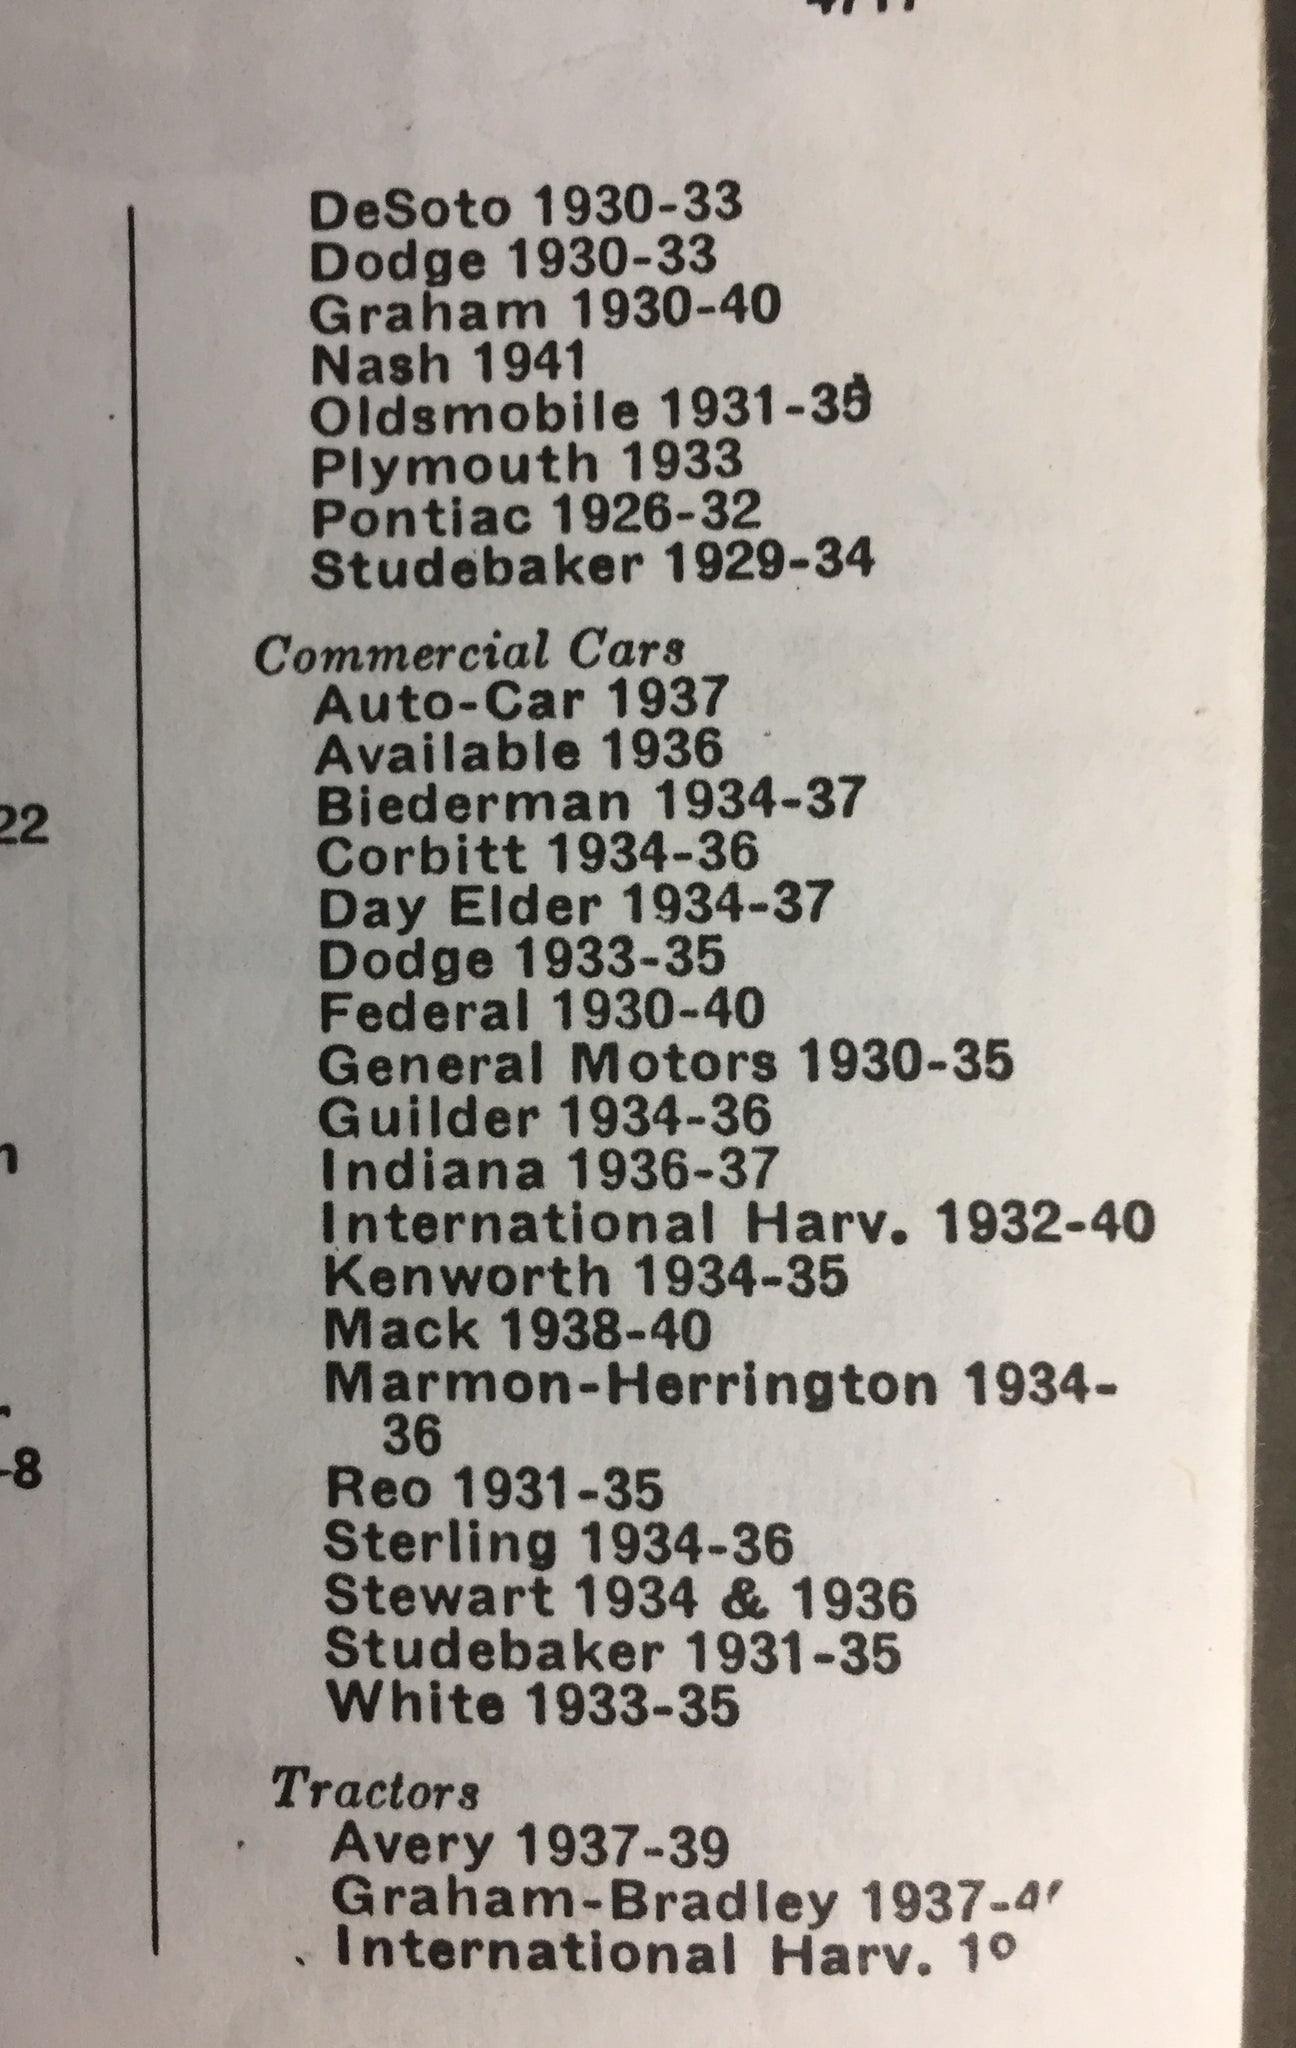 DeSoto 1930-33
Dodge 1930-33
Graham 1930-40
Nash 1941
Oldsmobile 1931-35
Plymouth 1933
Pontiac 1926-32
Studebaker 1929-34
Commercial Cars
Auto-Car 1937
Available 1936
Biederman 1934-37
Corbitt 1934-36
Day Elder 1934-37
Dodge 1933-35
Federal 1930-40
General Motors 1930-35
Guilder 1934-36
Indiana 1936-37
International Harv. 1932-40
Kenworth 1934-35
Mack 1938-40
Marmon-Herrington 1934-
36
Reo 1931-35
Sterling 1934-36
Stewart 1934 & 1936
Studebaker 1931-35
White 1933-35
Tractors
Avery 1937-39
Graham-Bradley
International Harv.
22
-8